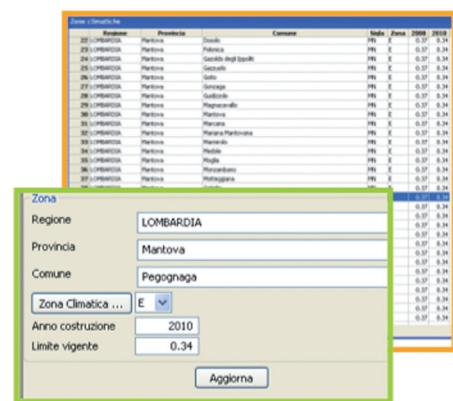 Zone climatiche
Regione Provincia Comune Sigla Zona 2008 2010
22 LOMBARDIA Mantova Dosolo MN E 0.37 0.34
23 LOMBARDIA Mantova Felonica MN E 0.37 0.34
24 LOMBARDIA Mantova Gazoldo degli Ippoliti MN E 0.37 0.34
25 LOMBARDIA Mantova Gazzuolo MN E 0.37 0.34
26 LOMBARDIA Mantova Goito MN E 0.37 0.34
27 LOMBARDIA Mantova Gonzaga MN E 0.37 0.34
28 LOMBARDIA Mantova Guidizzolo MN E 0.37 0.34
29 LOMBARDIA Mantova Magnacavallo MN E 0.37 0.34
30 LOMBARDIA Mantova Mantova MN E 0.37 0.34
31 LOMBARDIA Mantova Marcaria MN E 0.37 0.34
32 LOMBARDIA Mantova Mariana Mantovana MN E 0.37 0.34
33 LOMBARDIA Mantova Marmirolo MN E 0.37 0.34
34 LOMBARDIA Mantova Medole MN E 0.37 0.34
35 LOMBARDIA Mantova Moglia MN E 0.37 0.34
36 LOMBARDIA Mantova Monzambano MN E 0.37 0.34
37 LOMBARDIA Mantova Motteggiana MN E 0.37 0.34
Zona
Regione LOMBARDIA
Provincia Mantova
Comune Pegognaga
Zona Climatica ... E
Anno costruzione 2010
Limite vigente 0.34
Aggiorna